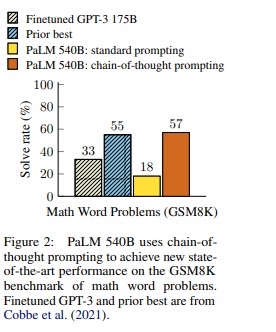 Finetuned GPT-3 175B
Prior best
PaLM 540B: standard prompting
PaLM 540B: chain-of-thought prompting
100
80
60
40
20
0
Solve rate (%)
33
55
18
57
Math Word Problems (GSM8K)
Figure 2: PaLM 540B uses chain-of-
thought prompting to achieve new state-
of-the-art performance on the GSM8K
benchmark of math word problems.
Finetuned GPT-3 and prior best are from
Cobbe et al. (2021).